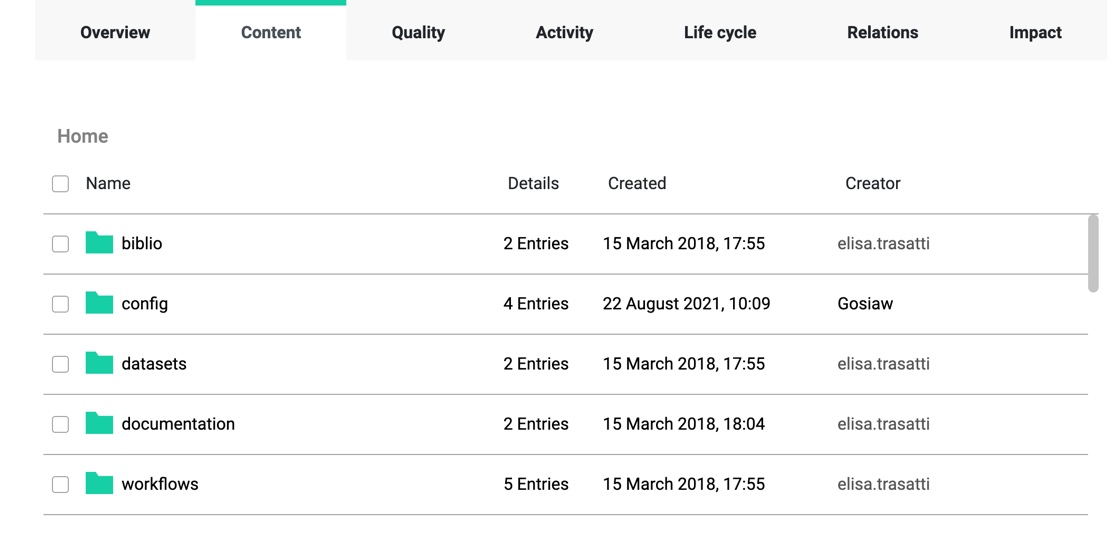 Overview Content Quality Activity Life cycle Relations Impact
Home
Name Details Created Creator
biblio 2 Entries 15 March 2018, 17:55 elisa.trasatti
config 4 Entries 22 August 2021, 10:09 Gosiaw
datasets 2 Entries 15 March 2018, 17:55 elisa.trasatti
documentation 2 Entries 15 March 2018, 18:04 elisa.trasatti
workflows 5 Entries 15 March 2018, 17:55 elisa.trasatti